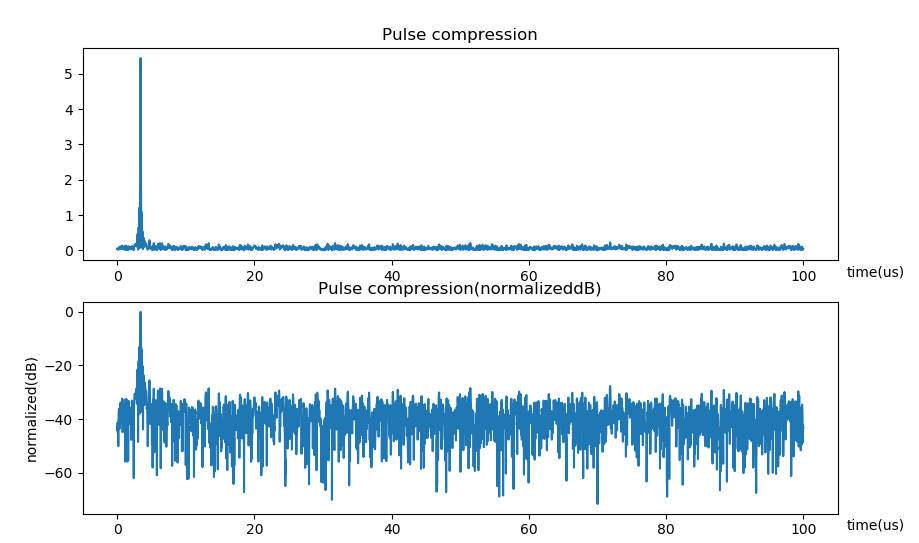 Pulse compression
5
4
3
2
1
0
0 20 40 60 80 100
time(us)
Pulse compression(normalizeddB)
normalized(dB)
0
−20
−40
−60
0 20 40 60 80 100
time(us)